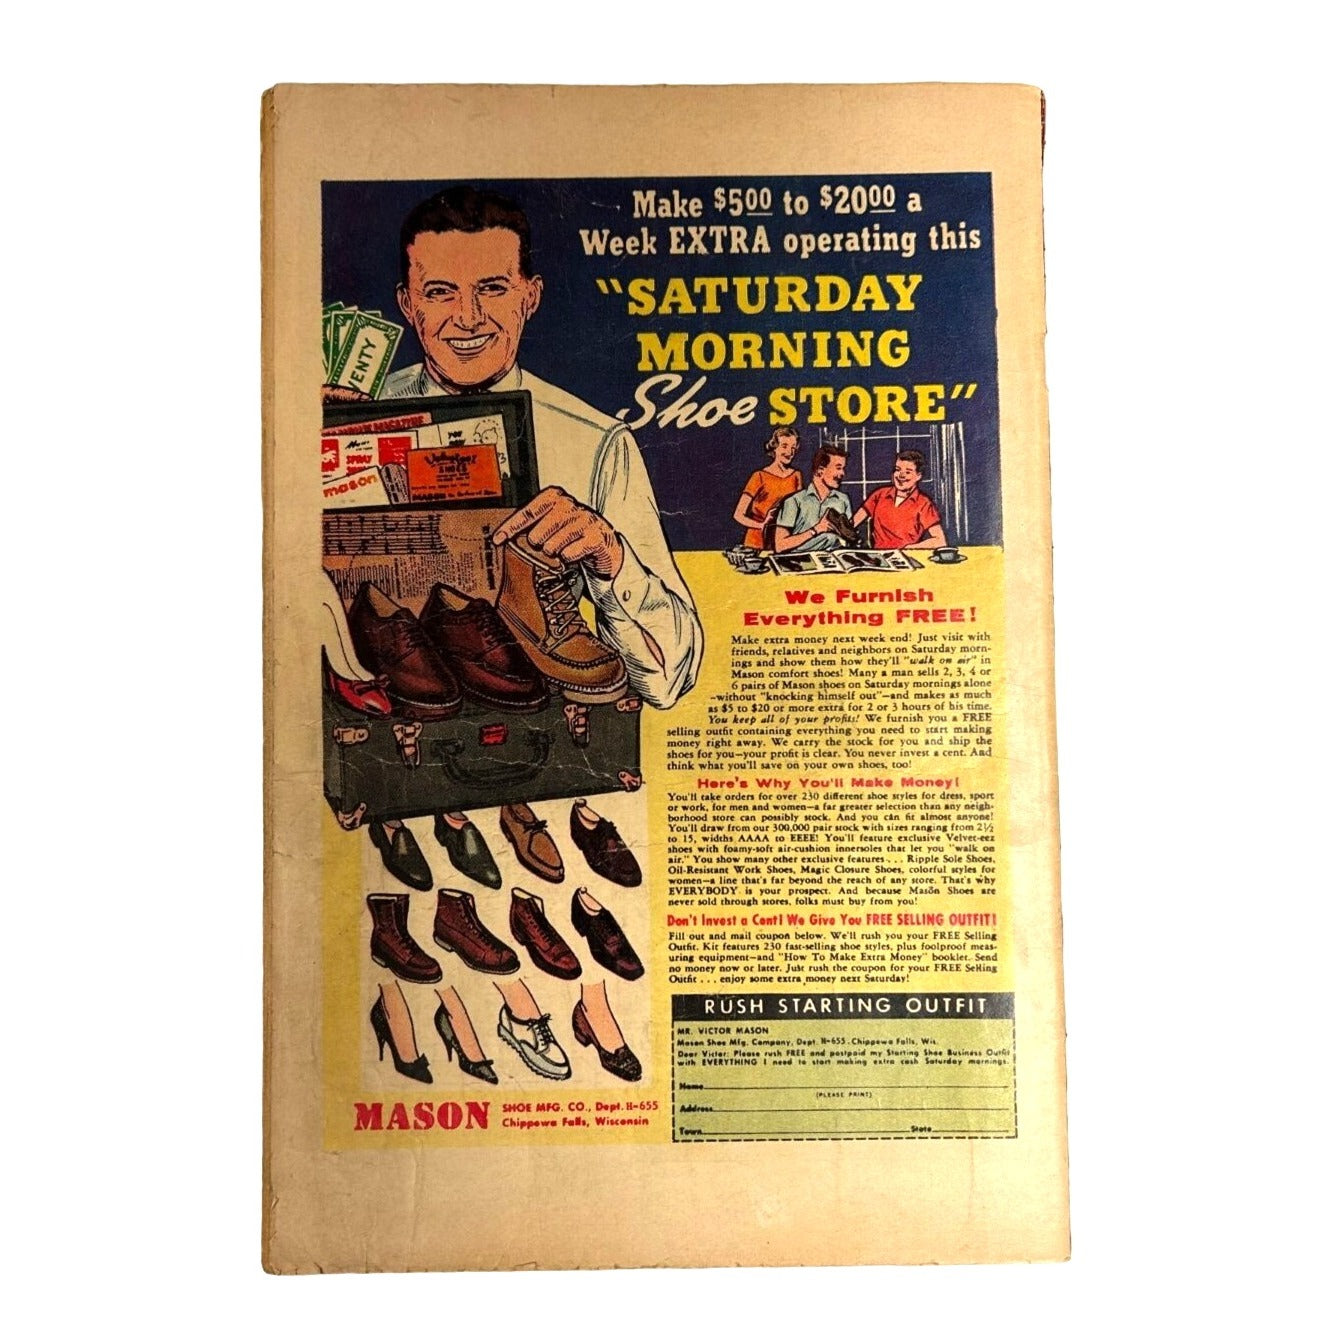 Make $5.00 to $20.00 a
Week EXTRA operating this
"SATURDAY
MORNING
Shoe STORE"
We Furnish
Everything FREE!
Make extra money next week end! Just visit with
friends, relatives and neighbors on Saturday morn-
ings and show them how they'll "walk on air" in
Mason comfort shoes! Many a man sells 2, 3, 4 or
6 pairs of Mason shoes on Saturday mornings alone
-without "knocking himself out"—and makes as much
as $5 to $20 or more extra for 2 or 3 hours of his time.
You keep all of your profits! We furnish you a FREE
selling outfit containing everything you need to start making
money right away. We carry the stock for you and ship the
shoes for you—your profit is clear. You never invest a cent. And
think what you'll save on your own shoes, too!
Here's Why You'll Make Money!
You'll take orders for over 230 different shoe styles for dress, sport
or work, for men and women—a far greater selection than any neigh-
borhood store can possibly stock. And you can fit almost anyone!
You'll draw from our 300,000 pair stock with sizes ranging from 2½
to 15, widths AAAA to EEEE! You'll feature exclusive Velvet-eez
shoes with foamy-soft air-cushion innersoles that let you "walk on
air." You show many other exclusive features . . . Ripple Sole Shoes,
Oil-Resistant Work Shoes, Magic Closure Shoes, colorful styles for
women—a line that's far beyond the reach of any store. That's why
EVERYBODY is your prospect. And because Mason Shoes are
never sold through stores, folks must buy from you!
Don't Invest a Cent! We Give You FREE SELLING OUTFIT!
Fill out and mail coupon below. We'll rush you your FREE Selling
Outfit. Kit features 230 fast-selling shoe styles, plus foolproof meas-
uring equipment—and "How To Make Extra Money" booklet. Send
no money now or later. Just rush the coupon for your FREE Selling
Outfit . . . enjoy some extra money next Saturday!
RUSH STARTING OUTFIT
MR. VICTOR MASON
Mason Shoe Mfg. Company, Dept. H-655, Chippewa Falls, Wis.
Dear Victor: Please rush FREE and postpaid my Starting Shoe Business Outfit
with EVERYTHING I need to start making extra cash Saturday mornings.
Name
(PLEASE PRINT)
Address
Town State
MASON SHOE MFG. CO., Dept. H-655
Chippewa Falls, Wisconsin
VENTY
MAGAZINE
SPRAY
mason
SHOES
MASON